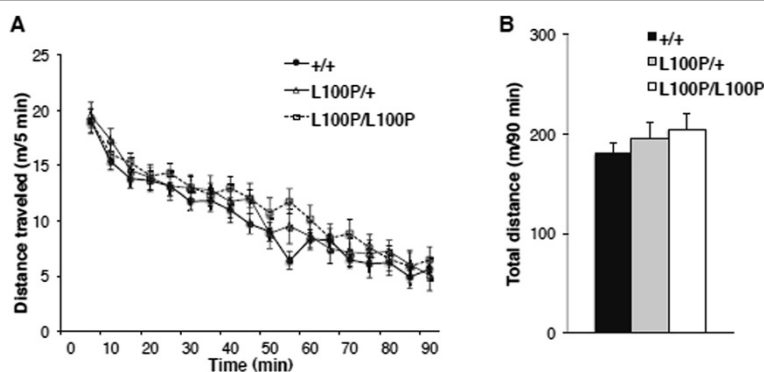 A
Distance traveled (m/5 min)
25
20
15
10
5
0
+/+
L100P/+
L100P/L100P
0 10 20 30 40 50 60 70 80 90
Time (min)
B
Total distance (m/90 min)
300
200
100
0
+/+
L100P/+
L100P/L100P